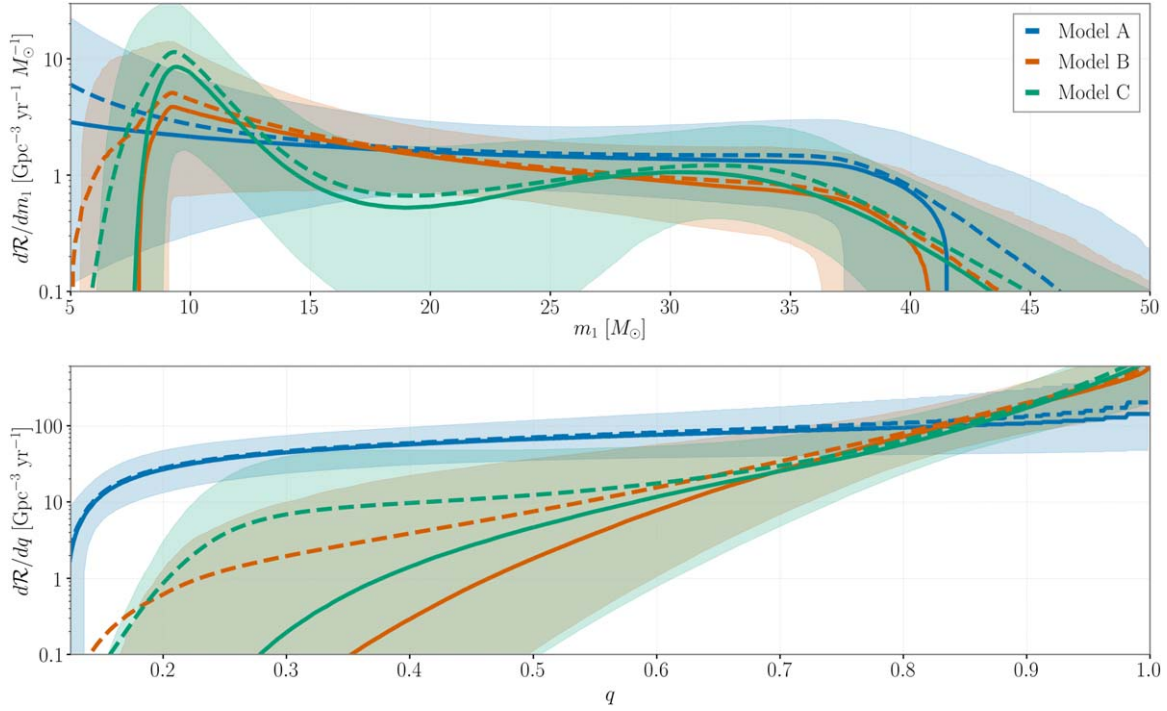 dR/dm₁ [Gpc⁻³ yr⁻¹ M⊙⁻¹]
10
1
0.1
Model A
Model B
Model C
5 10 15 20 25 30 35 40 45 50
m₁ [M⊙]
dR/dq [Gpc⁻³ yr⁻¹]
100
10
1
0.1
0.2 0.3 0.4 0.5 0.6 0.7 0.8 0.9 1.0
q